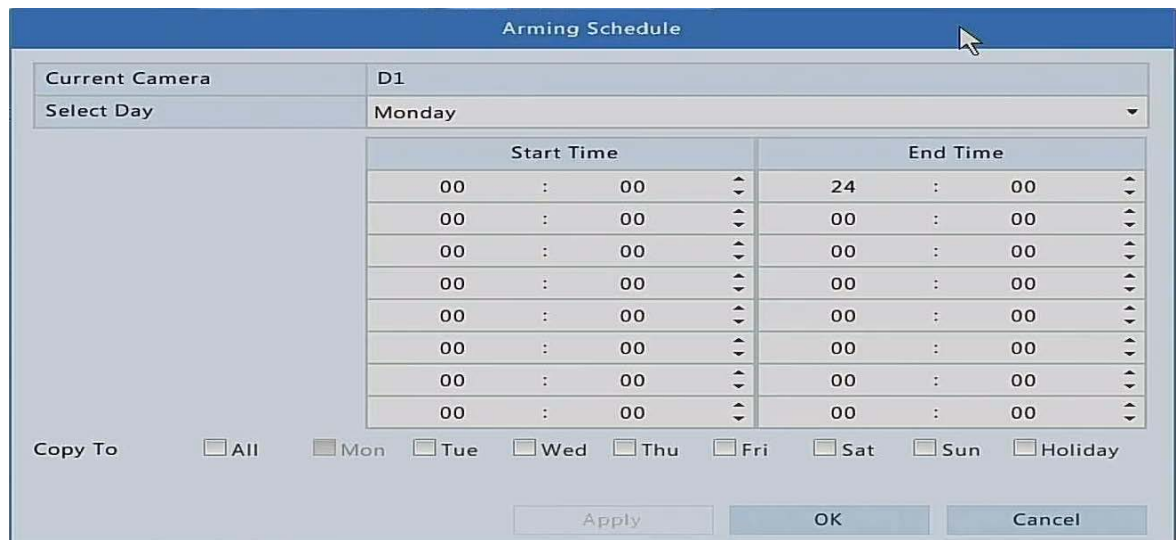 Arming Schedule
Current Camera D1
Select Day Monday
Start Time End Time
00 : 00 24 : 00
00 : 00 00 : 00
00 : 00 00 : 00
00 : 00 00 : 00
00 : 00 00 : 00
00 : 00 00 : 00
00 : 00 00 : 00
00 : 00 00 : 00
Copy To All Mon Tue Wed Thu Fri Sat Sun Holiday
Apply OK Cancel